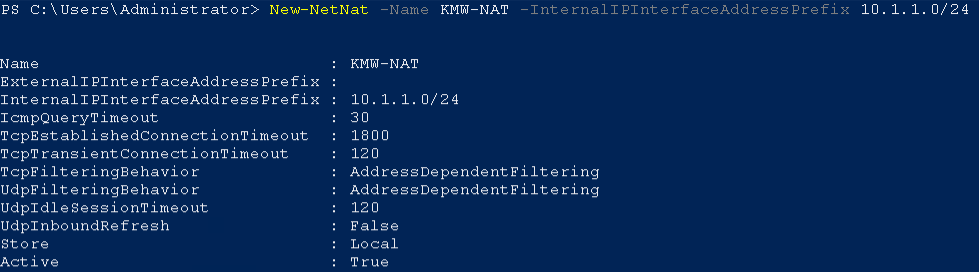 PS C:\Users\Administrator> New-NetNat -Name KMW-NAT -InternalIPInterfaceAddressPrefix 10.1.1.0/24
Name : KMW-NAT
ExternalIPInterfaceAddressPrefix :
InternalIPInterfaceAddressPrefix : 10.1.1.0/24
IcmpQueryTimeout : 30
TcpEstablishedConnectionTimeout : 1800
TcpTransientConnectionTimeout : 120
TcpFilteringBehavior : AddressDependentFiltering
UdpFilteringBehavior : AddressDependentFiltering
UdpIdleSessionTimeout : 120
UdpInboundRefresh : False
Store : Local
Active : True